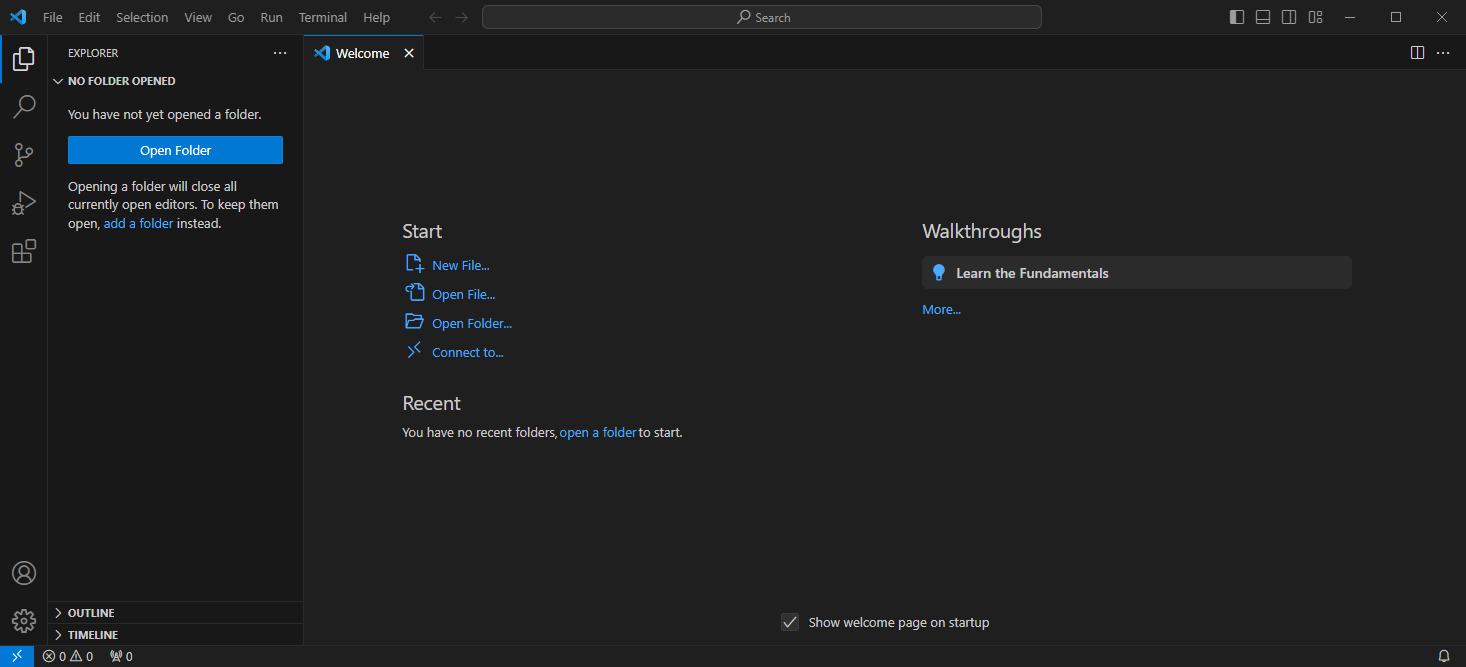 File Edit Selection View Go Run Terminal Help Search
EXPLORER
NO FOLDER OPENED
You have not yet opened a folder.
Open Folder
Opening a folder will close all
currently open editors. To keep them
open, add a folder instead.
OUTLINE
TIMELINE
Welcome
Start
New File...
Open File...
Open Folder...
Connect to...
Recent
You have no recent folders, open a folder to start.
Walkthroughs
Learn the Fundamentals
More...
Show welcome page on startup
0 0 0